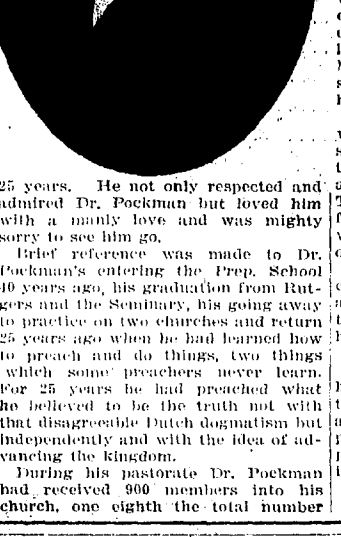 25 years. He not only respected and
admired Dr. Pockman but loved him
with a manly love and was mighty
sorry to see him go.
Brief reference was made to Dr.
Pockman's entering the Prep. School
40 years ago, his graduation from Rut-
gers and the Seminary, his going away
to practice on two churches and return
25 years ago when he had learned how
to preach and do things, two things
which some preachers never learn.
For 25 years he had preached what
he believed to be the truth not with
that disagreeable Dutch dogmatism but
independently and with the idea of ad-
vancing the kingdom.
During his pastorate Dr. Pockman
had received 900 members into his
church, one eighth the total number